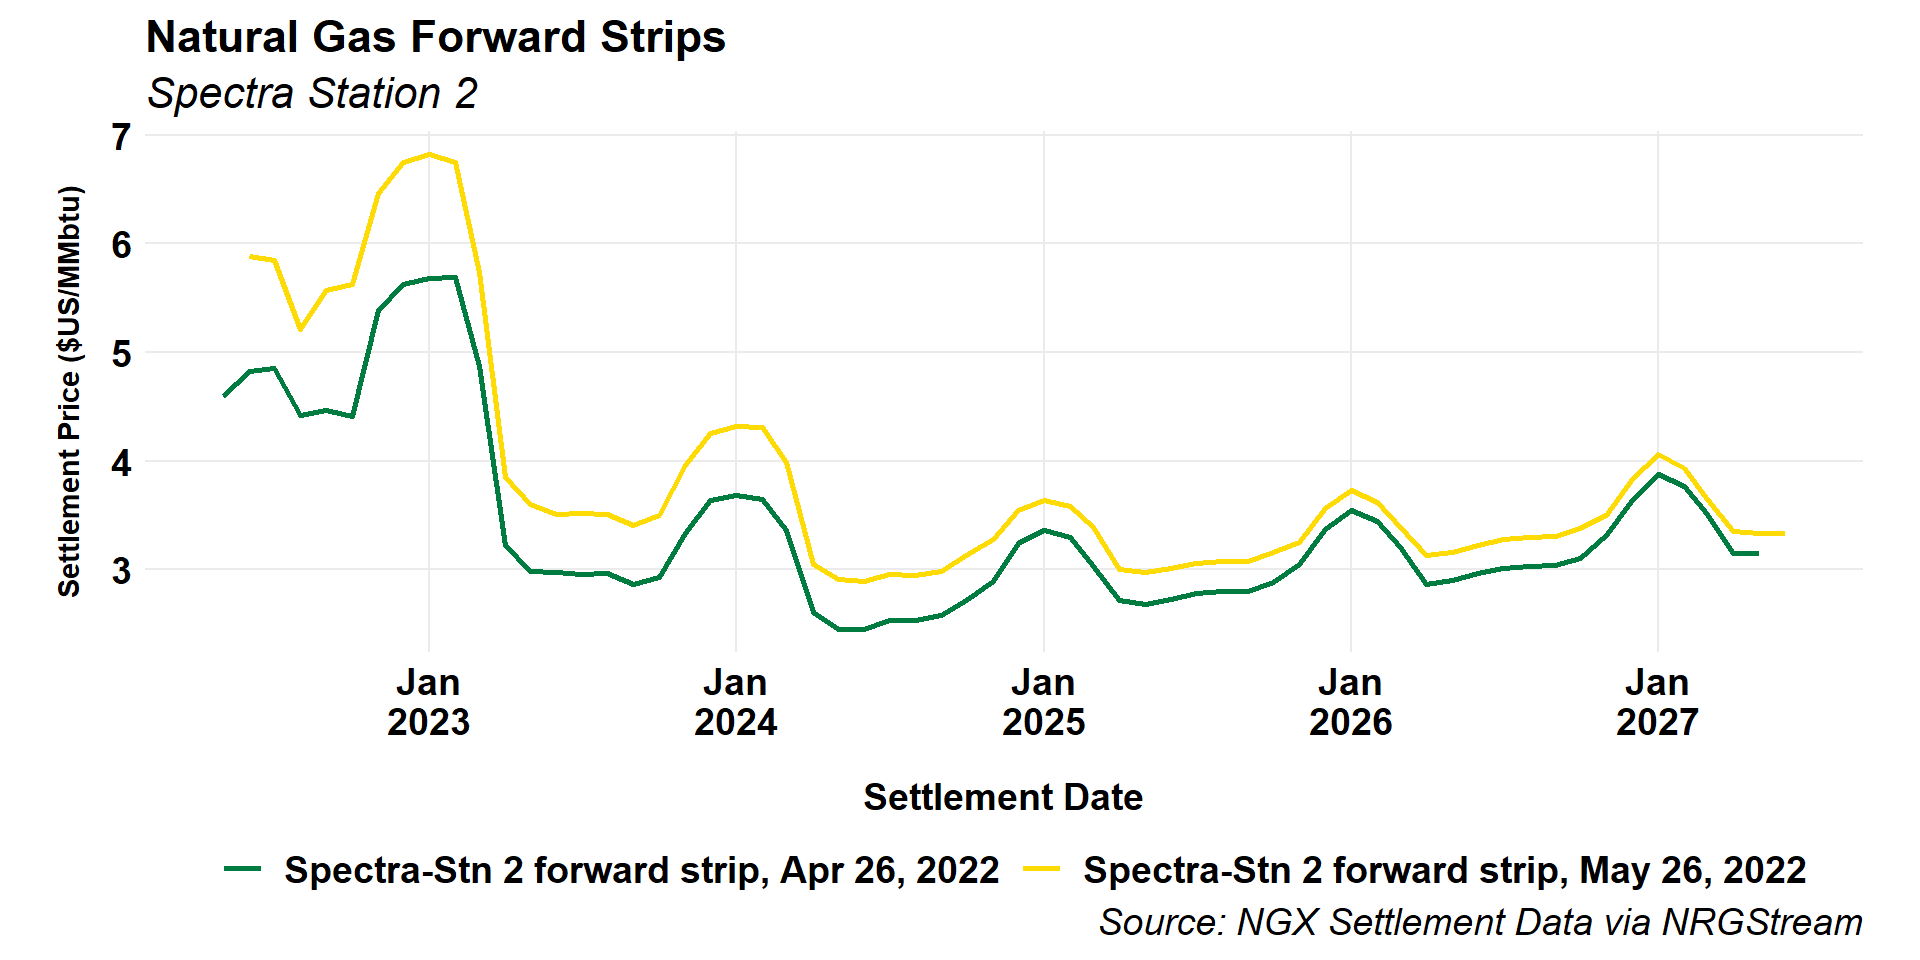 Natural Gas Forward Strips
Spectra Station 2
Settlement Price ($US/MMbtu)
7
6
5
4
3
Jan 2023
Jan 2024
Jan 2025
Jan 2026
Jan 2027
Settlement Date
Spectra-Stn 2 forward strip, Apr 26, 2022
Spectra-Stn 2 forward strip, May 26, 2022
Source: NGX Settlement Data via NRGStream